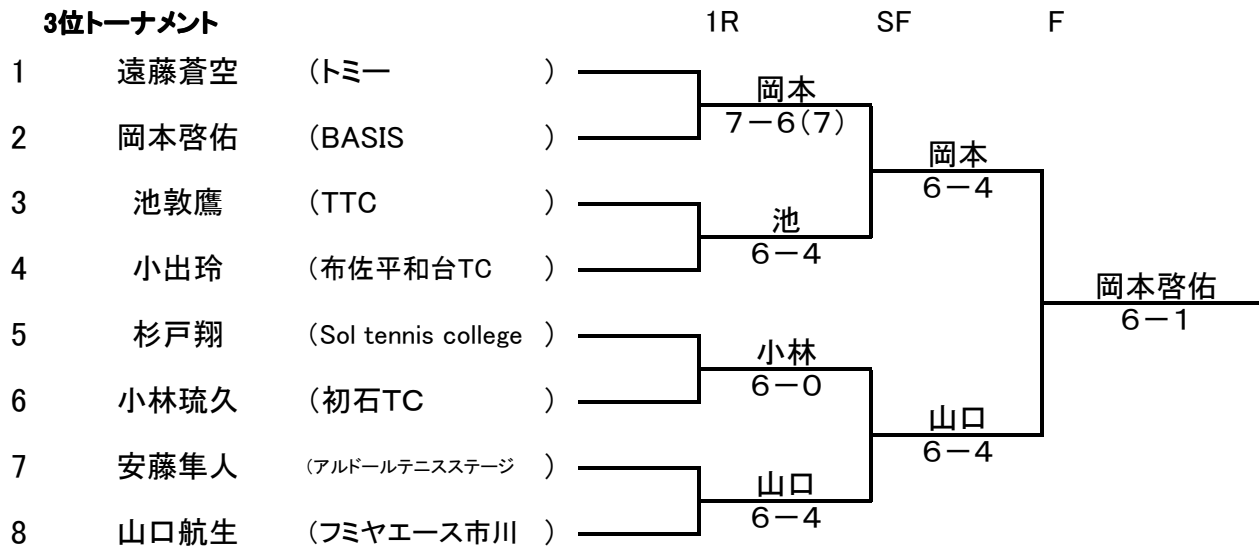 3位トーナメント 1R SF F
1 遠藤蒼空 (トミー )
岡本
7-6(7)
2 岡本啓佑 (BASIS )
岡本
6-4
3 池敦鷹 (TTC )
池
6-4
4 小出玲 (布佐平和台TC )
岡本啓佑
6-1
5 杉戸翔 (Sol tennis college )
小林
6-0
6 小林琉久 (初石TC )
山口
6-4
7 安藤隼人 (アルドールテニスステージ )
山口
6-4
8 山口航生 (フミヤエース市川 )